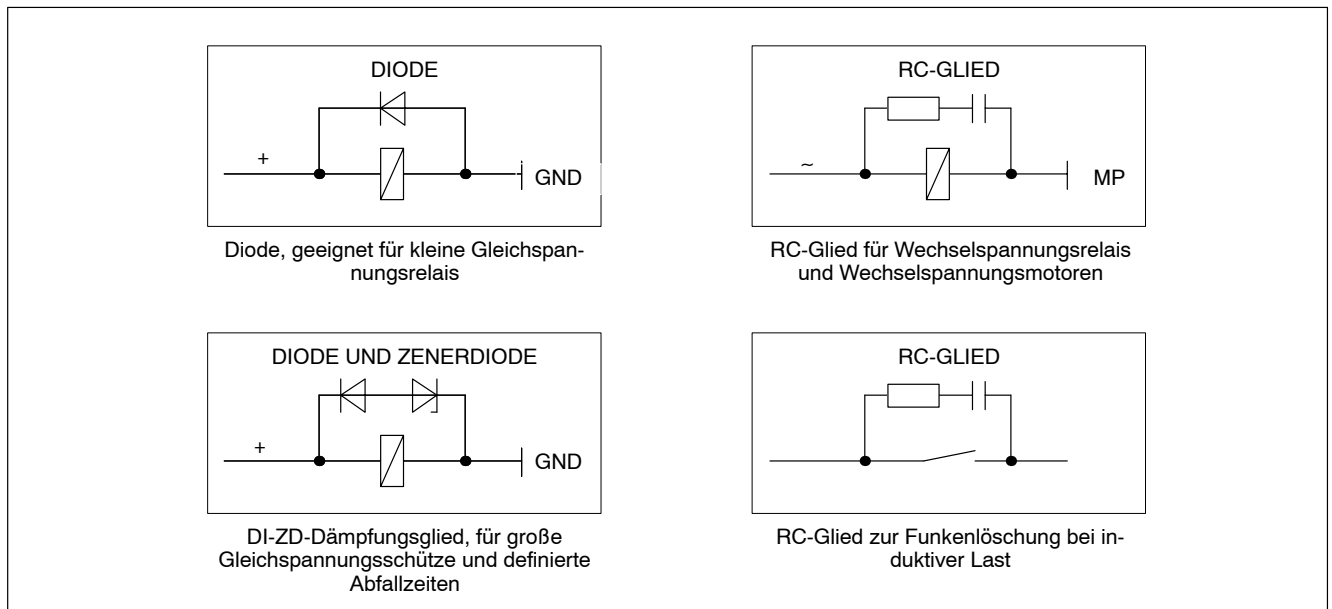 DIODE
+
GND
Diode, geeignet für kleine Gleichspan-
nungsrelais
RC-GLIED
~
MP
RC-Glied für Wechselspannungsrelais
und Wechselspannungsmotoren
DIODE UND ZENERDIODE
+
GND
DI-ZD-Dämpfungsglied, für große
Gleichspannungsschütze und definierte
Abfallzeiten
RC-GLIED
RC-Glied zur Funkenlöschung bei in-
duktiver Last